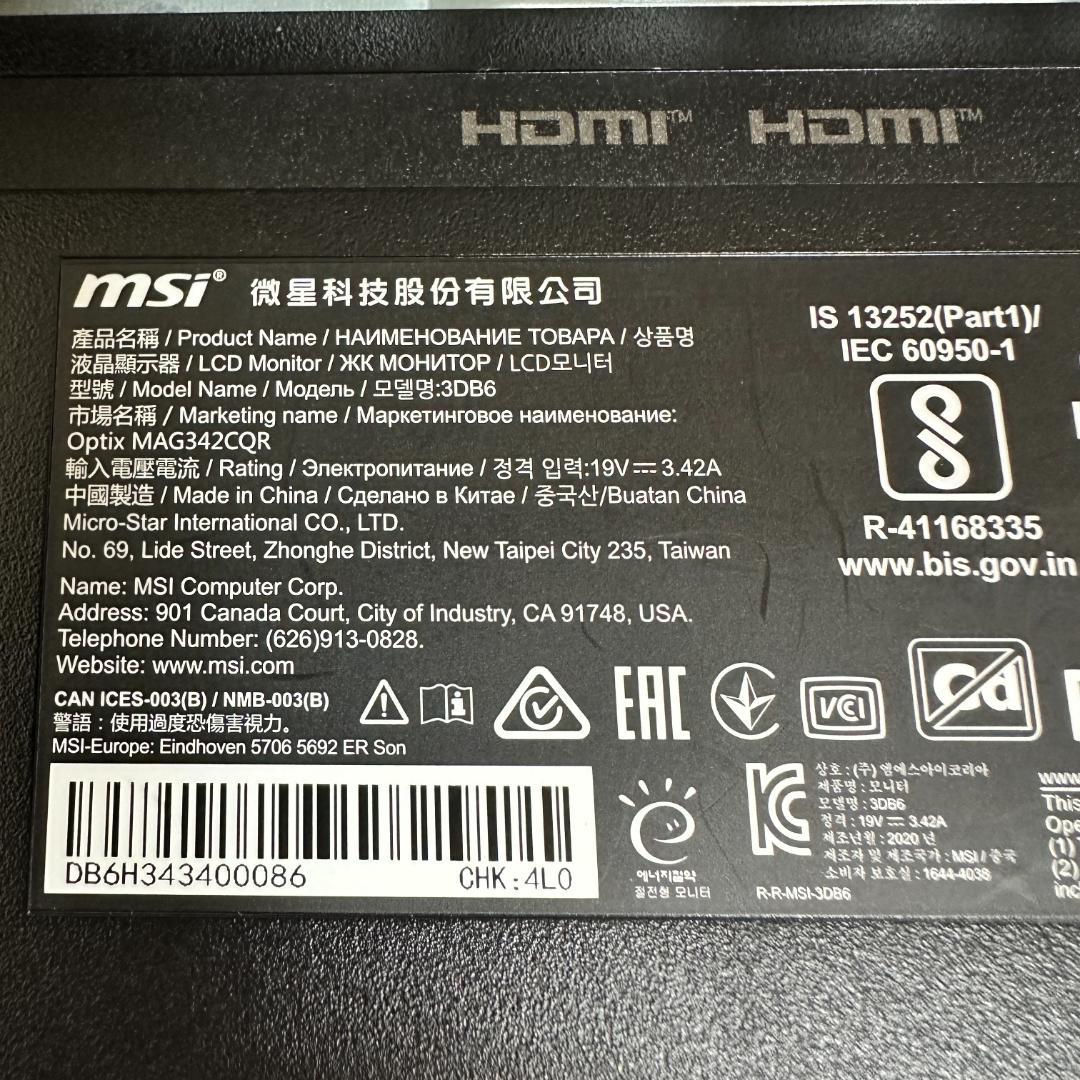 HDMI™ HDMI™
msi® 微星科技股份有限公司
產品名稱 / Product Name / НАИМЕНОВАНИЕ ТОВАРА / 상품명
液晶顯示器 / LCD Monitor / ЖК МОНИТОР / LCD모니터
型號 / Model Name / Модель / 모델명:3DB6
市場名稱 / Marketing name / Маркетинговое наименование:
Optix MAG342CQR
輸入電壓電流 / Rating / Электропитание / 정격 입력:19V⎓ 3.42A
中國製造 / Made in China / Сделано в Китае / 중국산/Buatan China
Micro-Star International CO., LTD.
No. 69, Lide Street, Zhonghe District, New Taipei City 235, Taiwan
Name: MSI Computer Corp.
Address: 901 Canada Court, City of Industry, CA 91748, USA.
Telephone Number: (626)913-0828.
Website: www.msi.com
CAN ICES-003(B) / NMB-003(B)
警語：使用過度恐傷害視力。
MSI-Europe: Eindhoven 5706 5692 ER Son
DB6H343400086 CHK:4L0
IS 13252(Part1)/
IEC 60950-1
R-41168335
www.bis.gov.in
EAC
VCCI
Cd
에너지절약
절전형 모니터
상호 : (주) 엠에스아이코리아
제품명 : 모니터
모델명 : 3DB6
정격 : 19V⎓ 3.42A
제조년월 : 2020 년
제조자 및 제조국가 : MSI / 중국
소비자 보호실 : 1644-4038
R-R-MSI-3DB6
www
This
Ope
(1)
(2)
inc